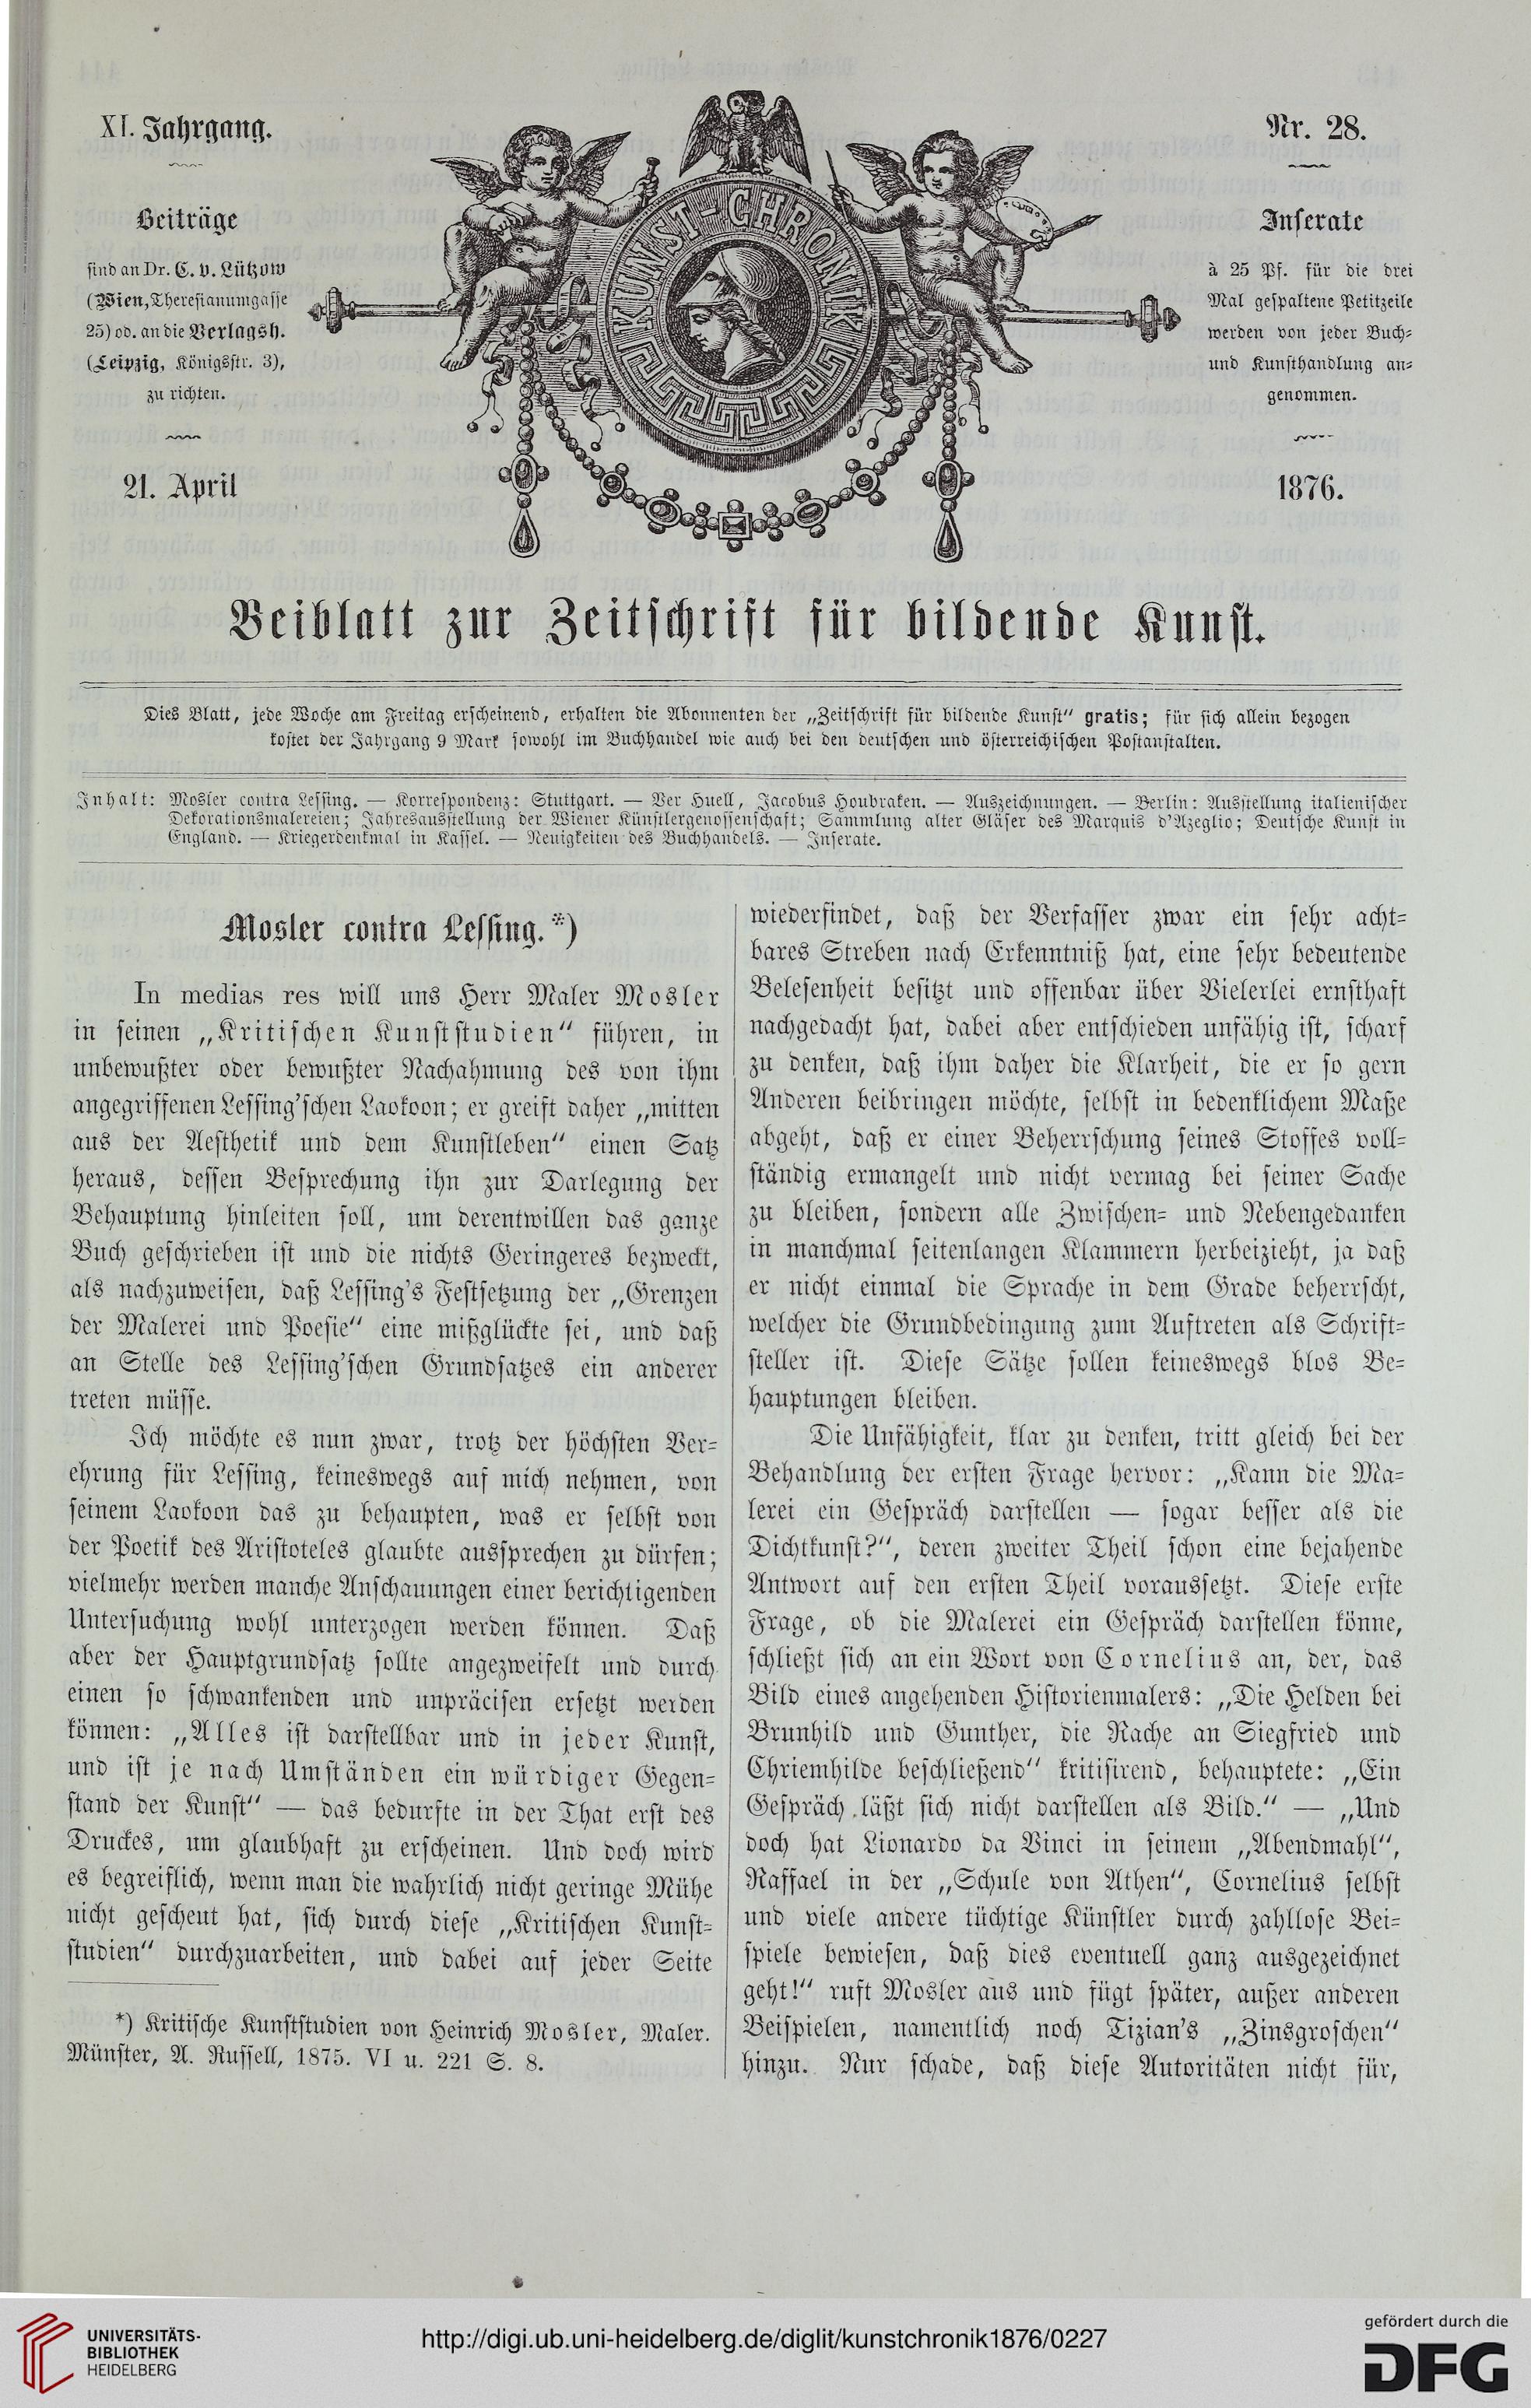 XI. Jahrgang.
Nr. 28.
Beiträge
sind an Dr. C. v. Lützow
(Wien, Theresianumgasse
25) od. an die Verlagsh.
(Leipzig, Königsstr. 3),
zu richten.
21. April
KUNST-CHRONIK
Inserate
à 25 Pf. für die drei
Mal gespaltene Petitzeile
werden von jeder Buch-
und Kunsthandlung an-
genommen.
1876.
Beiblatt zur Zeitschrift für bildende Kunst.
Dies Blatt, jede Woche am Freitag erscheinend, erhalten die Abonnenten der „Zeitschrift für bildende Kunst“ gratis; für sich allein bezogen
kostet der Jahrgang 9 Mark sowohl im Buchhandel wie auch bei den deutschen und österreichischen Postanstalten.
Inhalt: Mosler contra Lessing. — Korrespondenz: Stuttgart. — Ver Huell, Jacobus Houbraken. — Auszeichnungen. — Berlin: Ausstellung italienischer
Dekorationsmalereien; Jahresausstellung der Wiener Künstlergenossenschaft; Sammlung alter Gläser des Marquis d'Azeglio; Deutsche Kunst in
England. — Kriegerdenkmal in Kassel. — Neuigkeiten des Buchhandels. — Inserate.
Mosler contra Lessing.*)
In medias res will uns Herr Maler Mosler
in seinen „Kritischen Kunststudien“ führen, in
unbewußter oder bewußter Nachahmung des von ihm
angegriffenen Lessing'schen Laokoon; er greift daher „mitten
aus der Aesthetik und dem Kunstleben“ einen Satz
heraus, dessen Besprechung ihn zur Darlegung der
Behauptung hinleiten soll, um derentwillen das ganze
Buch geschrieben ist und die nichts Geringeres bezweckt,
als nachzuweisen, daß Lessing's Festsetzung der „Grenzen
der Malerei und Poesie“ eine mißglückte sei, und daß
an Stelle des Lessing'schen Grundsatzes ein anderer
treten müsse.
Ich möchte es nun zwar, trotz der höchsten Ver-
ehrung für Lessing, keineswegs auf mich nehmen, von
seinem Laokoon das zu behaupten, was er selbst von
der Poetik des Aristoteles glaubte aussprechen zu dürfen;
vielmehr werden manche Anschauungen einer berichtigenden
Untersuchung wohl unterzogen werden können. Daß
aber der Hauptgrundsatz sollte angezweifelt und durch
einen so schwankenden und unpräcisen ersetzt werden
können: „Alles ist darstellbar und in jeder Kunst,
und ist je nach Umständen ein würdiger Gegen-
stand der Kunst“ — das bedurfte in der That erst des
Druckes, um glaubhaft zu erscheinen. Und doch wird
es begreiflich, wenn man die wahrlich nicht geringe Mühe
nicht gescheut hat, sich durch diese „Kritischen Kunst-
studien“ durchzuarbeiten, und dabei auf jeder Seite
*) Kritische Kunststudien von Heinrich Mosler, Maler.
Münster, A. Russell, 1875. VI u. 221 S. 8.
wiederfindet, daß der Verfasser zwar ein sehr acht-
bares Streben nach Erkenntniß hat, eine sehr bedeutende
Belesenheit besitzt und offenbar über Vielerlei ernsthaft
nachgedacht hat, dabei aber entschieden unfähig ist, scharf
zu denken, daß ihm daher die Klarheit, die er so gern
Anderen beibringen möchte, selbst in bedenklichem Maße
abgeht, daß er einer Beherrschung seines Stoffes voll-
ständig ermangelt und nicht vermag bei seiner Sache
zu bleiben, sondern alle Zwischen- und Nebengedanken
in manchmal seitenlangen Klammern herbeizieht, ja daß
er nicht einmal die Sprache in dem Grade beherrscht,
welcher die Grundbedingung zum Auftreten als Schrift-
steller ist. Diese Sätze sollen keineswegs blos Be-
hauptungen bleiben.
Die Unfähigkeit, klar zu denken, tritt gleich bei der
Behandlung der ersten Frage hervor: „Kann die Ma-
lerei ein Gespräch darstellen — sogar besser als die
Dichtkunst?“, deren zweiter Theil schon eine bejahende
Antwort auf den ersten Theil voraussetzt. Diese erste
Frage, ob die Malerei ein Gespräch darstellen könne,
schließt sich an ein Wort von Cornelius an, der, das
Bild eines angehenden Historienmalers: „Die Helden bei
Brunhild und Gunther, die Rache an Siegfried und
Chriemhilde beschließend“ kritisirend, behauptete: „Ein
Gespräch läßt sich nicht darstellen als Bild.“ — „Und
doch hat Lionardo da Vinci in seinem „Abendmahl“,
Raffael in der „Schule von Athen“, Cornelius selbst
und viele andere tüchtige Künstler durch zahllose Bei-
spiele bewiesen, daß dies eventuell ganz ausgezeichnet
geht!“ ruft Mosler aus und fügt später, außer anderen
Beispielen, namentlich noch Tizian's „Zinsgroschen“
hinzu. Nur schade, daß diese Autoritäten nicht für,
UNIVERSITÄTS-
BIBLIOTHEK
HEIDELBERG
http://digi.ub.uni-heidelberg.de/diglit/kunstchronik1876/0227
gefördert durch die
DFG